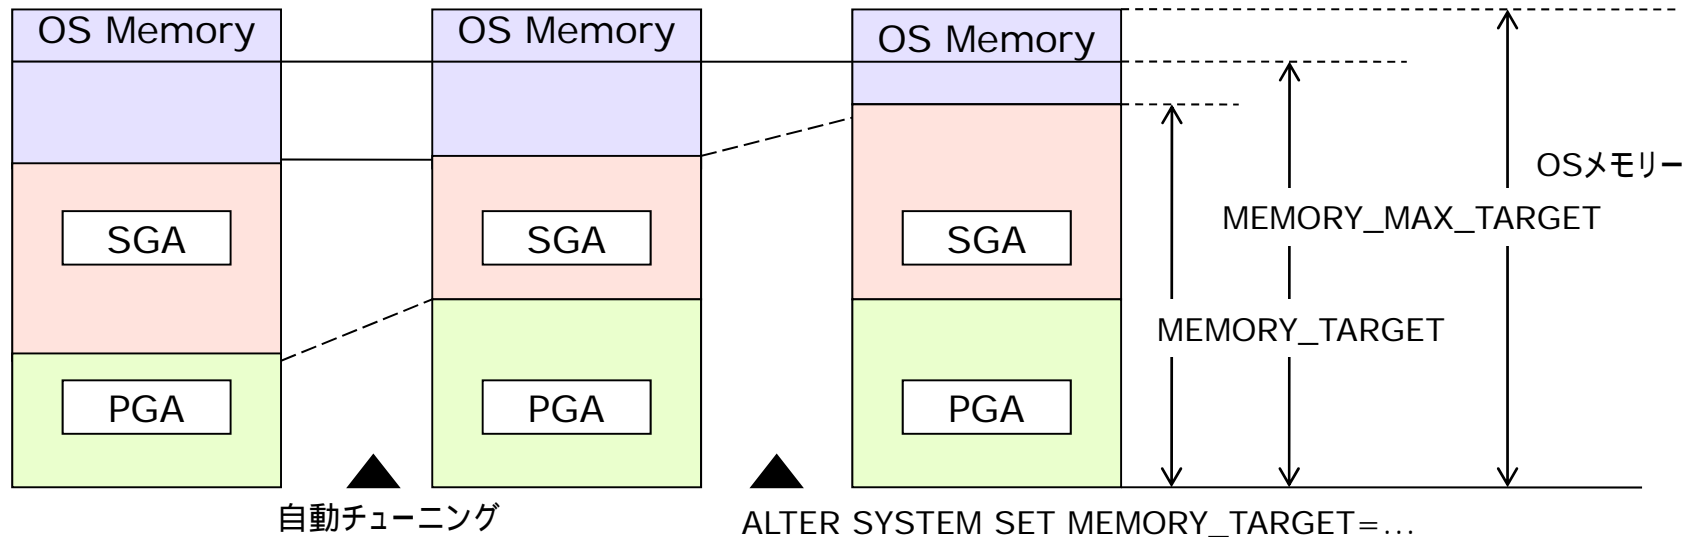 OS Memory
OS Memory
OS Memory
OSメモリー
MEMORY_MAX_TARGET
SGA
SGA
SGA
MEMORY_TARGET
PGA
PGA
PGA
自動チューニング
ALTER SYSTEM SET MEMORY_TARGET=...